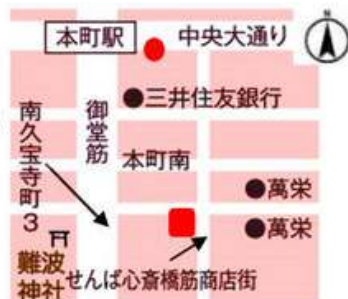 本町駅
中央大通り
N
●三井住友銀行
御堂筋
南久宝寺町3
本町南
●萬栄
●萬栄
難波
神社
せんば心斎橋筋商店街